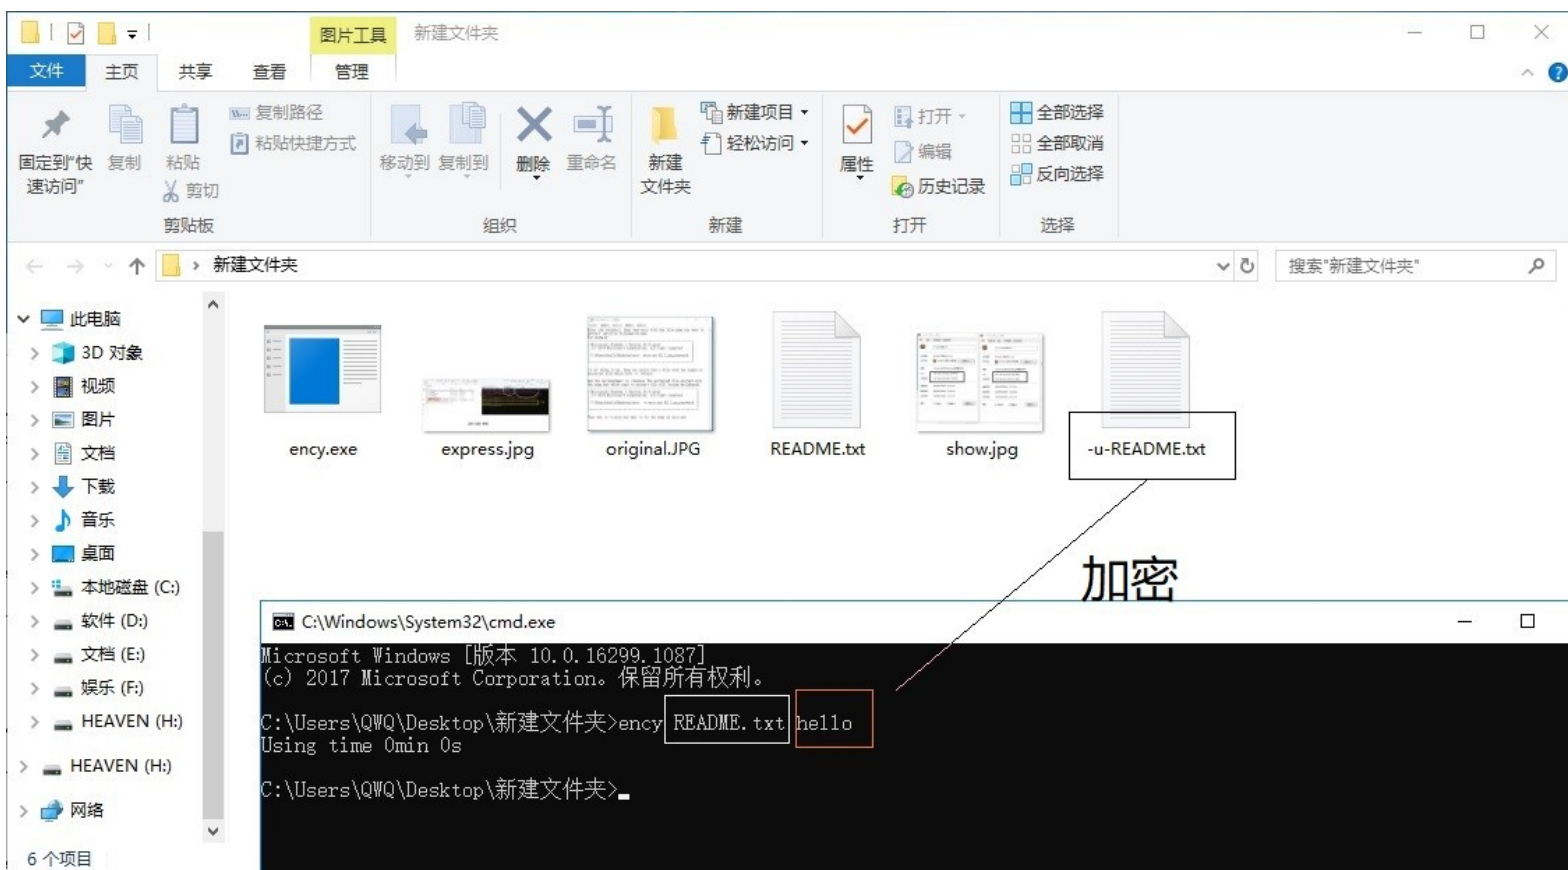 图片工具 新建文件夹
文件 主页 共享 查看 管理
固定到"快速访问"
复制
粘贴
复制路径
粘贴快捷方式
剪切
剪贴板
移动到 复制到 删除 重命名
组织
新建文件夹
新建项目
轻松访问
新建
属性
打开
编辑
历史记录
打开
全部选择
全部取消
反向选择
选择
新建文件夹
搜索"新建文件夹"
此电脑
3D 对象
视频
图片
文档
下载
音乐
桌面
本地磁盘 (C:)
软件 (D:)
文档 (E:)
娱乐 (F:)
HEAVEN (H:)
HEAVEN (H:)
网络
6 个项目
ency.exe express.jpg original.JPG README.txt show.jpg -u-README.txt
加密
C:\Windows\System32\cmd.exe
Microsoft Windows [版本 10.0.16299.1087]
(c) 2017 Microsoft Corporation。保留所有权利。
C:\Users\QWQ\Desktop\新建文件夹>ency README.txt hello
Using time 0min 0s
C:\Users\QWQ\Desktop\新建文件夹>